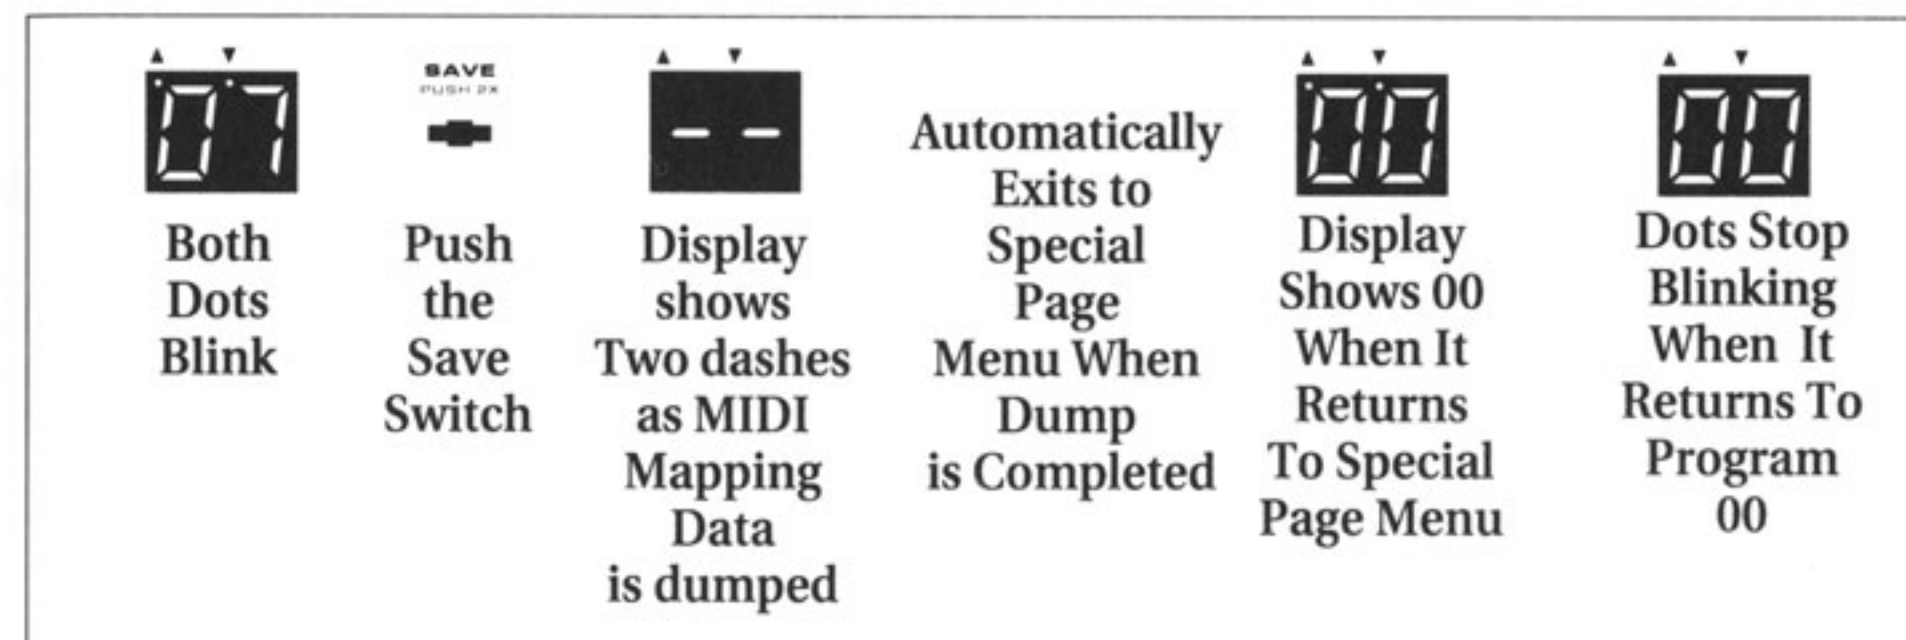 ▲ ▼
07
Both
Dots
Blink
SAVE
PUSH 2X
Push
the
Save
Switch
▲ ▼
– –
Display
shows
Two dashes
as MIDI
Mapping
Data
is dumped
Automatically
Exits to
Special
Page
Menu When
Dump
is Completed
▲ ▼
00
Display
Shows 00
When It
Returns
To Special
Page Menu
▲ ▼
00
Dots Stop
Blinking
When It
Returns To
Program
00